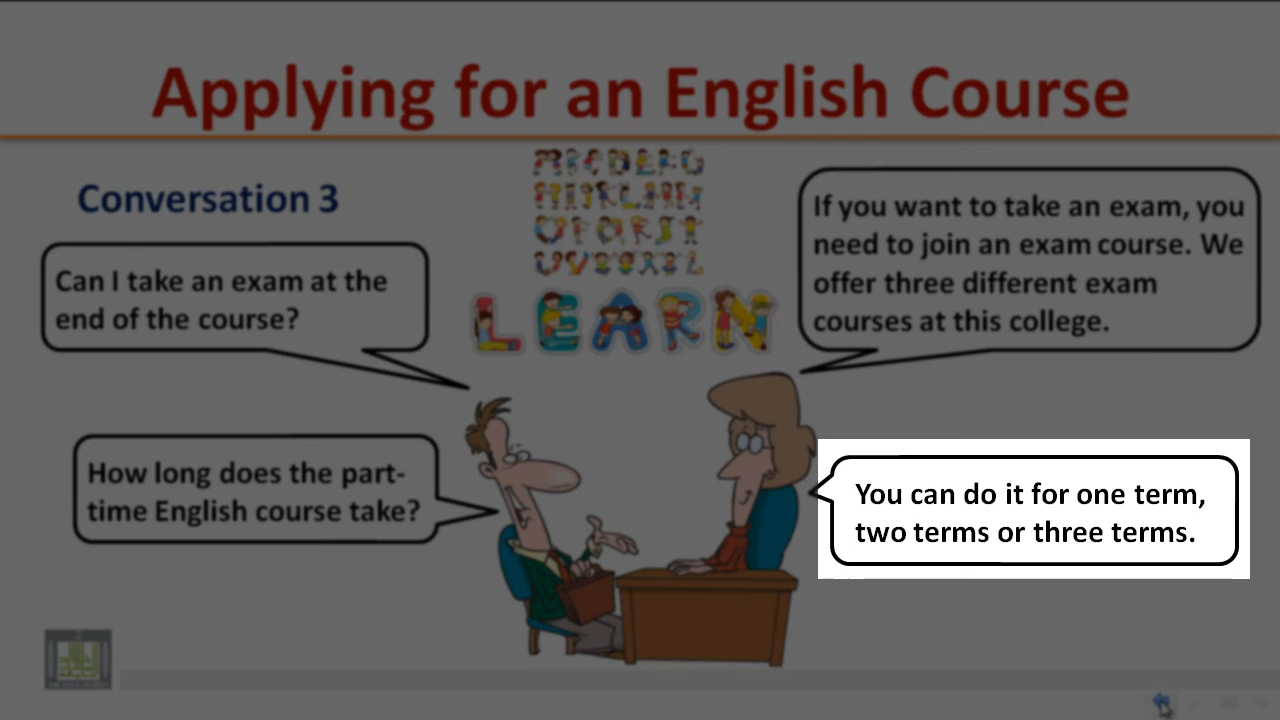 Applying for an English Course
Conversation 3
Can I take an exam at the
end of the course?
If you want to take an exam, you
need to join an exam course. We
offer three different exam
courses at this college.
LEARN
How long does the part-
time English course take?
You can do it for one term,
two terms or three terms.